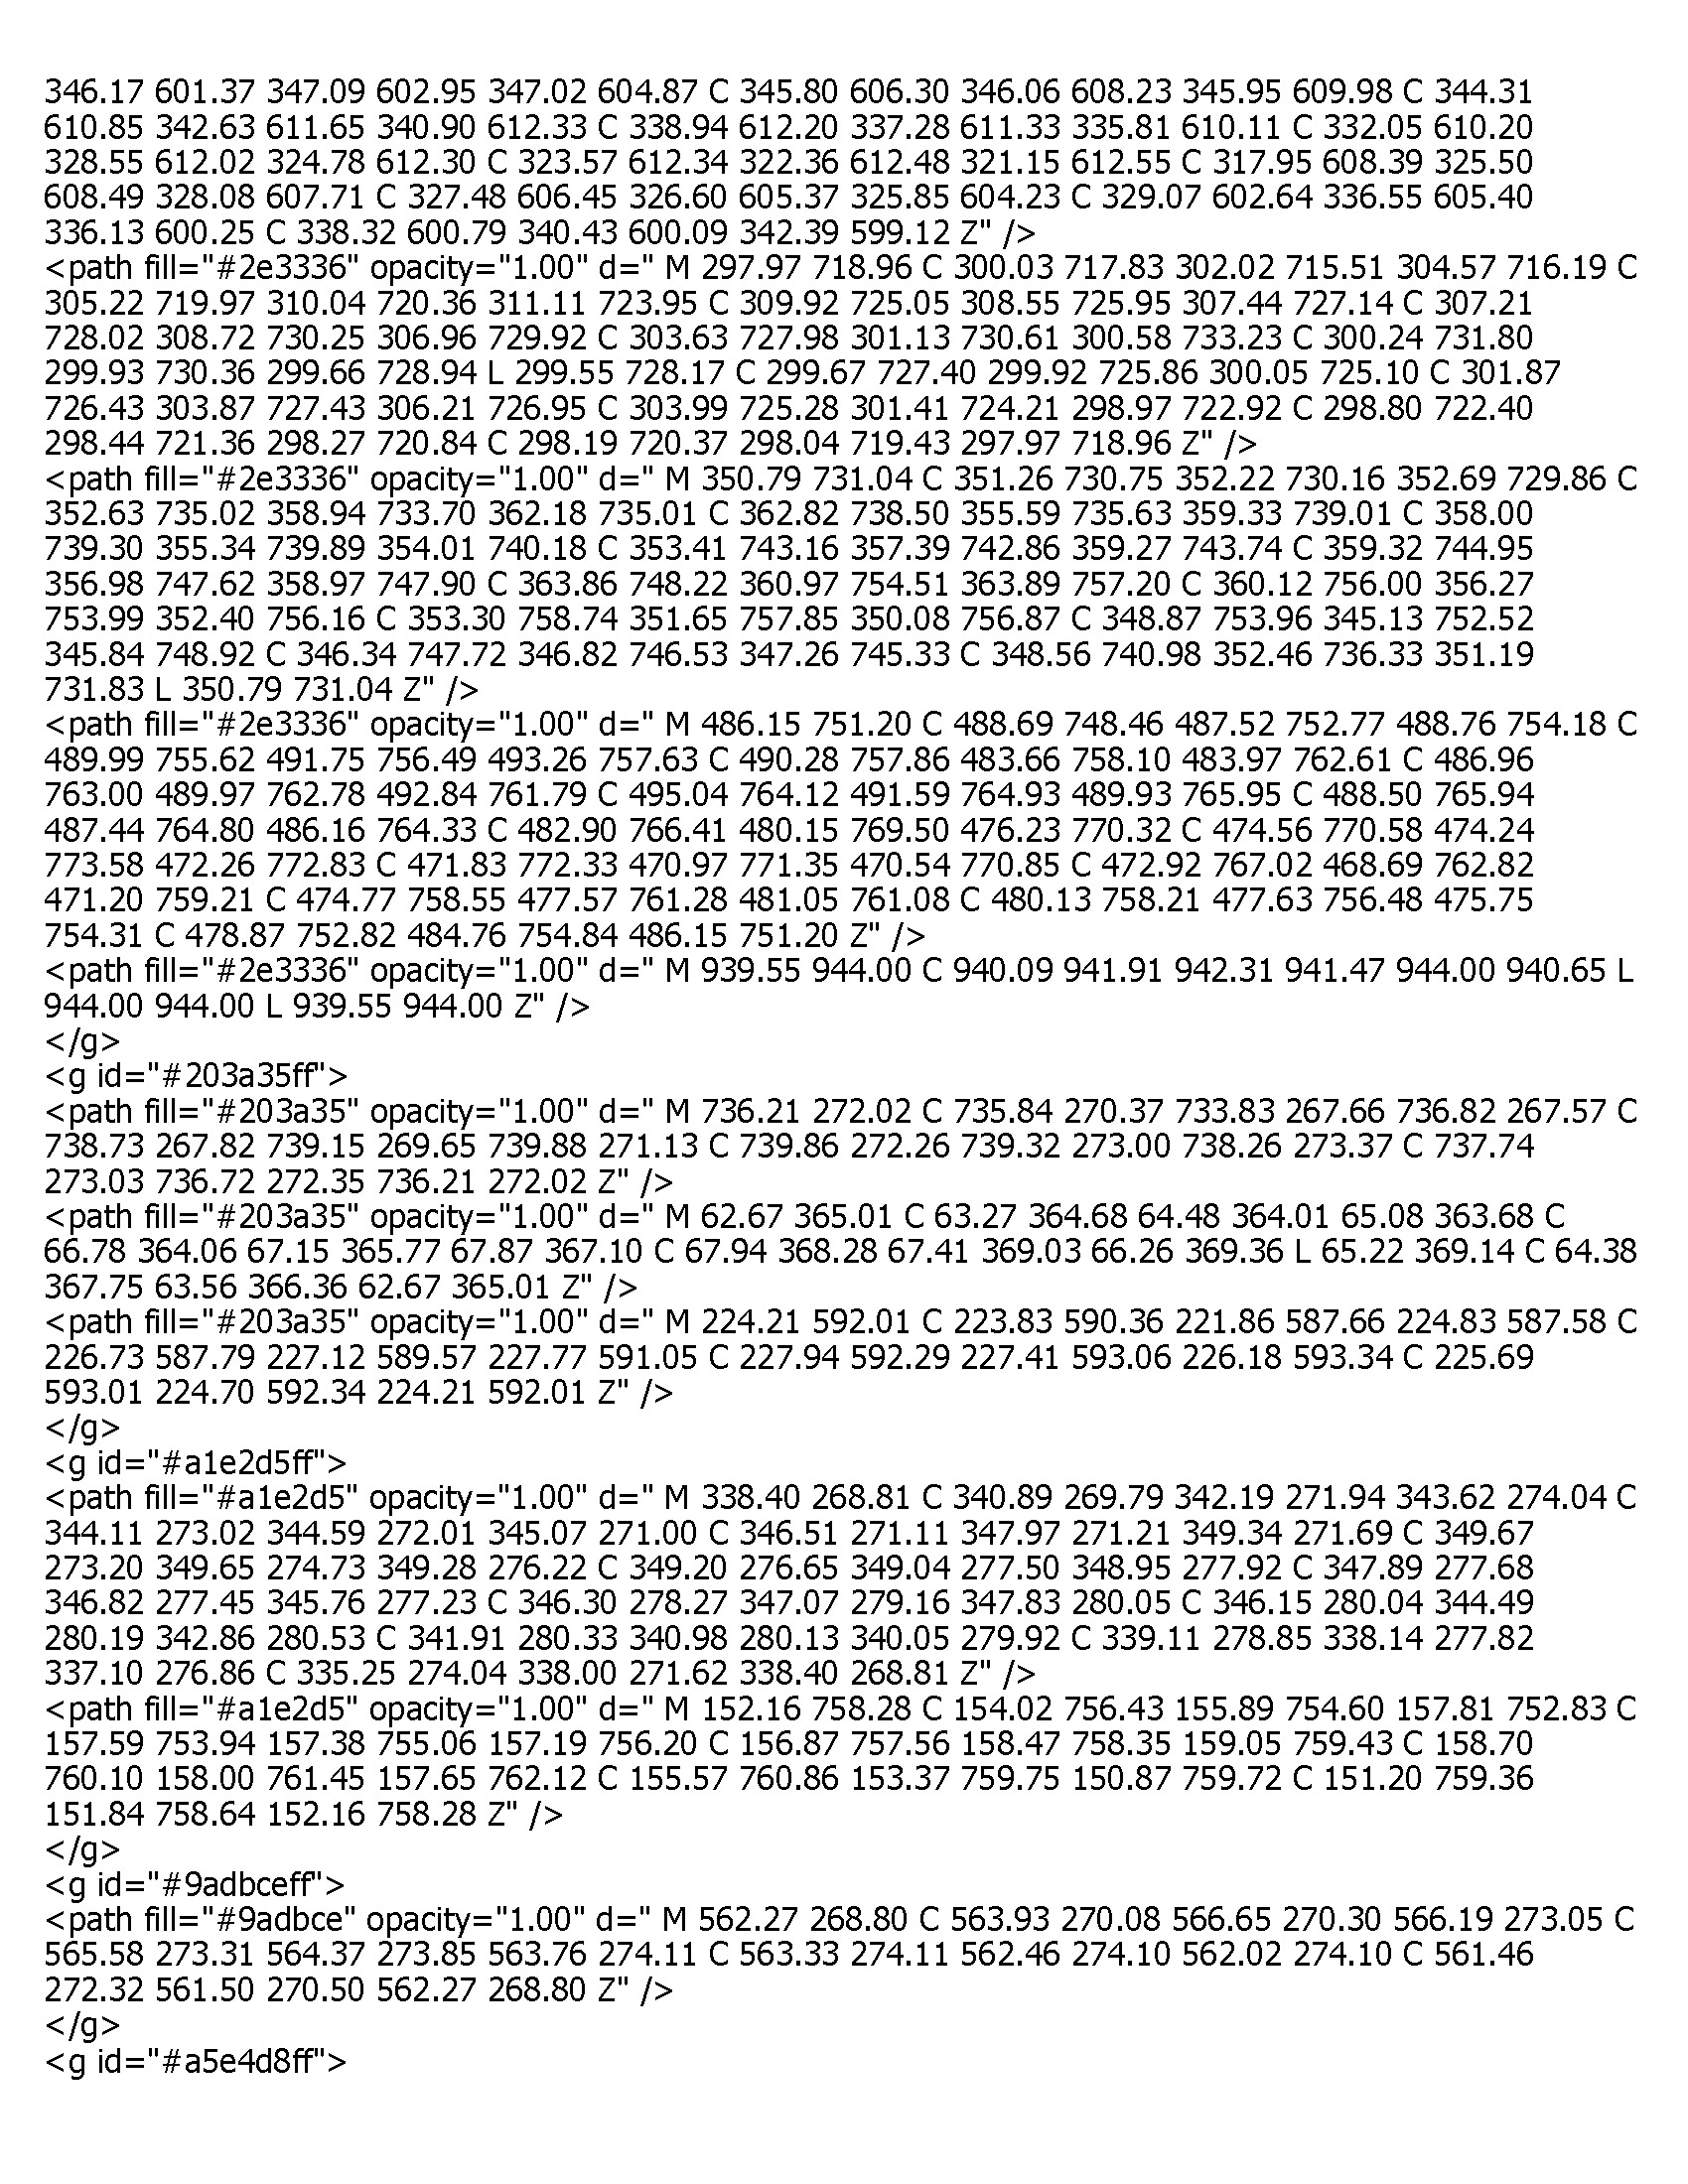 346.17 601.37 347.09 602.95 347.02 604.87 C 345.80 606.30 346.06 608.23 345.95 609.98 C 344.31
610.85 342.63 611.65 340.90 612.33 C 338.94 612.20 337.28 611.33 335.81 610.11 C 332.05 610.20
328.55 612.02 324.78 612.30 C 323.57 612.34 322.36 612.48 321.15 612.55 C 317.95 608.39 325.50
608.49 328.08 607.71 C 327.48 606.45 326.60 605.37 325.85 604.23 C 329.07 602.64 336.55 605.40
336.13 600.25 C 338.32 600.79 340.43 600.09 342.39 599.12 Z" />
<path fill="#2e3336" opacity="1.00" d=" M 297.97 718.96 C 300.03 717.83 302.02 715.51 304.57 716.19 C
305.22 719.97 310.04 720.36 311.11 723.95 C 309.92 725.05 308.55 725.95 307.44 727.14 C 307.21
728.02 308.72 730.25 306.96 729.92 C 303.63 727.98 301.13 730.61 300.58 733.23 C 300.24 731.80
299.93 730.36 299.66 728.94 L 299.55 728.17 C 299.67 727.40 299.92 725.86 300.05 725.10 C 301.87
726.43 303.87 727.43 306.21 726.95 C 303.99 725.28 301.41 724.21 298.97 722.92 C 298.80 722.40
298.44 721.36 298.27 720.84 C 298.19 720.37 298.04 719.43 297.97 718.96 Z" />
<path fill="#2e3336" opacity="1.00" d=" M 350.79 731.04 C 351.26 730.75 352.22 730.16 352.69 729.86 C
352.63 735.02 358.94 733.70 362.18 735.01 C 362.82 738.50 355.59 735.63 359.33 739.01 C 358.00
739.30 355.34 739.89 354.01 740.18 C 353.41 743.16 357.39 742.86 359.27 743.74 C 359.32 744.95
356.98 747.62 358.97 747.90 C 363.86 748.22 360.97 754.51 363.89 757.20 C 360.12 756.00 356.27
753.99 352.40 756.16 C 353.30 758.74 351.65 757.85 350.08 756.87 C 348.87 753.96 345.13 752.52
345.84 748.92 C 346.34 747.72 346.82 746.53 347.26 745.33 C 348.56 740.98 352.46 736.33 351.19
731.83 L 350.79 731.04 Z" />
<path fill="#2e3336" opacity="1.00" d=" M 486.15 751.20 C 488.69 748.46 487.52 752.77 488.76 754.18 C
489.99 755.62 491.75 756.49 493.26 757.63 C 490.28 757.86 483.66 758.10 483.97 762.61 C 486.96
763.00 489.97 762.78 492.84 761.79 C 495.04 764.12 491.59 764.93 489.93 765.95 C 488.50 765.94
487.44 764.80 486.16 764.33 C 482.90 766.41 480.15 769.50 476.23 770.32 C 474.56 770.58 474.24
773.58 472.26 772.83 C 471.83 772.33 470.97 771.35 470.54 770.85 C 472.92 767.02 468.69 762.82
471.20 759.21 C 474.77 758.55 477.57 761.28 481.05 761.08 C 480.13 758.21 477.63 756.48 475.75
754.31 C 478.87 752.82 484.76 754.84 486.15 751.20 Z" />
<path fill="#2e3336" opacity="1.00" d=" M 939.55 944.00 C 940.09 941.91 942.31 941.47 944.00 940.65 L
944.00 944.00 L 939.55 944.00 Z" />
</g>
<g id="#203a35ff">
<path fill="#203a35" opacity="1.00" d=" M 736.21 272.02 C 735.84 270.37 733.83 267.66 736.82 267.57 C
738.73 267.82 739.15 269.65 739.88 271.13 C 739.86 272.26 739.32 273.00 738.26 273.37 C 737.74
273.03 736.72 272.35 736.21 272.02 Z" />
<path fill="#203a35" opacity="1.00" d=" M 62.67 365.01 C 63.27 364.68 64.48 364.01 65.08 363.68 C
66.78 364.06 67.15 365.77 67.87 367.10 C 67.94 368.28 67.41 369.03 66.26 369.36 L 65.22 369.14 C 64.38
367.75 63.56 366.36 62.67 365.01 Z" />
<path fill="#203a35" opacity="1.00" d=" M 224.21 592.01 C 223.83 590.36 221.86 587.66 224.83 587.58 C
226.73 587.79 227.12 589.57 227.77 591.05 C 227.94 592.29 227.41 593.06 226.18 593.34 C 225.69
593.01 224.70 592.34 224.21 592.01 Z" />
</g>
<g id="#a1e2d5ff">
<path fill="#a1e2d5" opacity="1.00" d=" M 338.40 268.81 C 340.89 269.79 342.19 271.94 343.62 274.04 C
344.11 273.02 344.59 272.01 345.07 271.00 C 346.51 271.11 347.97 271.21 349.34 271.69 C 349.67
273.20 349.65 274.73 349.28 276.22 C 349.20 276.65 349.04 277.50 348.95 277.92 C 347.89 277.68
346.82 277.45 345.76 277.23 C 346.30 278.27 347.07 279.16 347.83 280.05 C 346.15 280.04 344.49
280.19 342.86 280.53 C 341.91 280.33 340.98 280.13 340.05 279.92 C 339.11 278.85 338.14 277.82
337.10 276.86 C 335.25 274.04 338.00 271.62 338.40 268.81 Z" />
<path fill="#a1e2d5" opacity="1.00" d=" M 152.16 758.28 C 154.02 756.43 155.89 754.60 157.81 752.83 C
157.59 753.94 157.38 755.06 157.19 756.20 C 156.87 757.56 158.47 758.35 159.05 759.43 C 158.70
760.10 158.00 761.45 157.65 762.12 C 155.57 760.86 153.37 759.75 150.87 759.72 C 151.20 759.36
151.84 758.64 152.16 758.28 Z" />
</g>
<g id="#9adbceff">
<path fill="#9adbce" opacity="1.00" d=" M 562.27 268.80 C 563.93 270.08 566.65 270.30 566.19 273.05 C
565.58 273.31 564.37 273.85 563.76 274.11 C 563.33 274.11 562.46 274.10 562.02 274.10 C 561.46
272.32 561.50 270.50 562.27 268.80 Z" />
</g>
<g id="#a5e4d8ff">